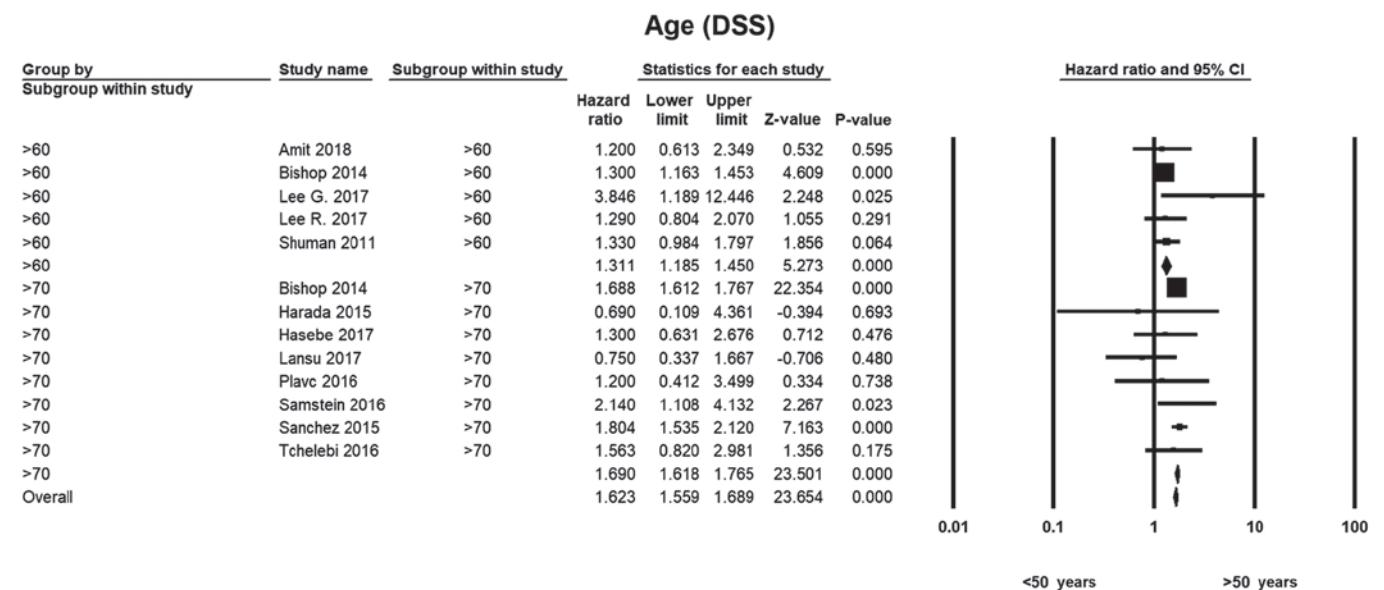 Age (DSS)
Group by Study name Subgroup within study Statistics for each study Hazard ratio and 95% CI
Subgroup within study
Hazard Lower Upper
ratio limit limit Z-value P-value
>60 Amit 2018 >60 1.200 0.613 2.349 0.532 0.595
>60 Bishop 2014 >60 1.300 1.163 1.453 4.609 0.000
>60 Lee G. 2017 >60 3.846 1.189 12.446 2.248 0.025
>60 Lee R. 2017 >60 1.290 0.804 2.070 1.055 0.291
>60 Shuman 2011 >60 1.330 0.984 1.797 1.856 0.064
>60 1.311 1.185 1.450 5.273 0.000
>70 Bishop 2014 >70 1.688 1.612 1.767 22.354 0.000
>70 Harada 2015 >70 0.690 0.109 4.361 -0.394 0.693
>70 Hasebe 2017 >70 1.300 0.631 2.676 0.712 0.476
>70 Lansu 2017 >70 0.750 0.337 1.667 -0.706 0.480
>70 Plavc 2016 >70 1.200 0.412 3.499 0.334 0.738
>70 Samstein 2016 >70 2.140 1.108 4.132 2.267 0.023
>70 Sanchez 2015 >70 1.804 1.535 2.120 7.163 0.000
>70 Tchelebi 2016 >70 1.563 0.820 2.981 1.356 0.175
>70 1.690 1.618 1.765 23.501 0.000
Overall 1.623 1.559 1.689 23.654 0.000
0.01 0.1 1 10 100
<50 years >50 years